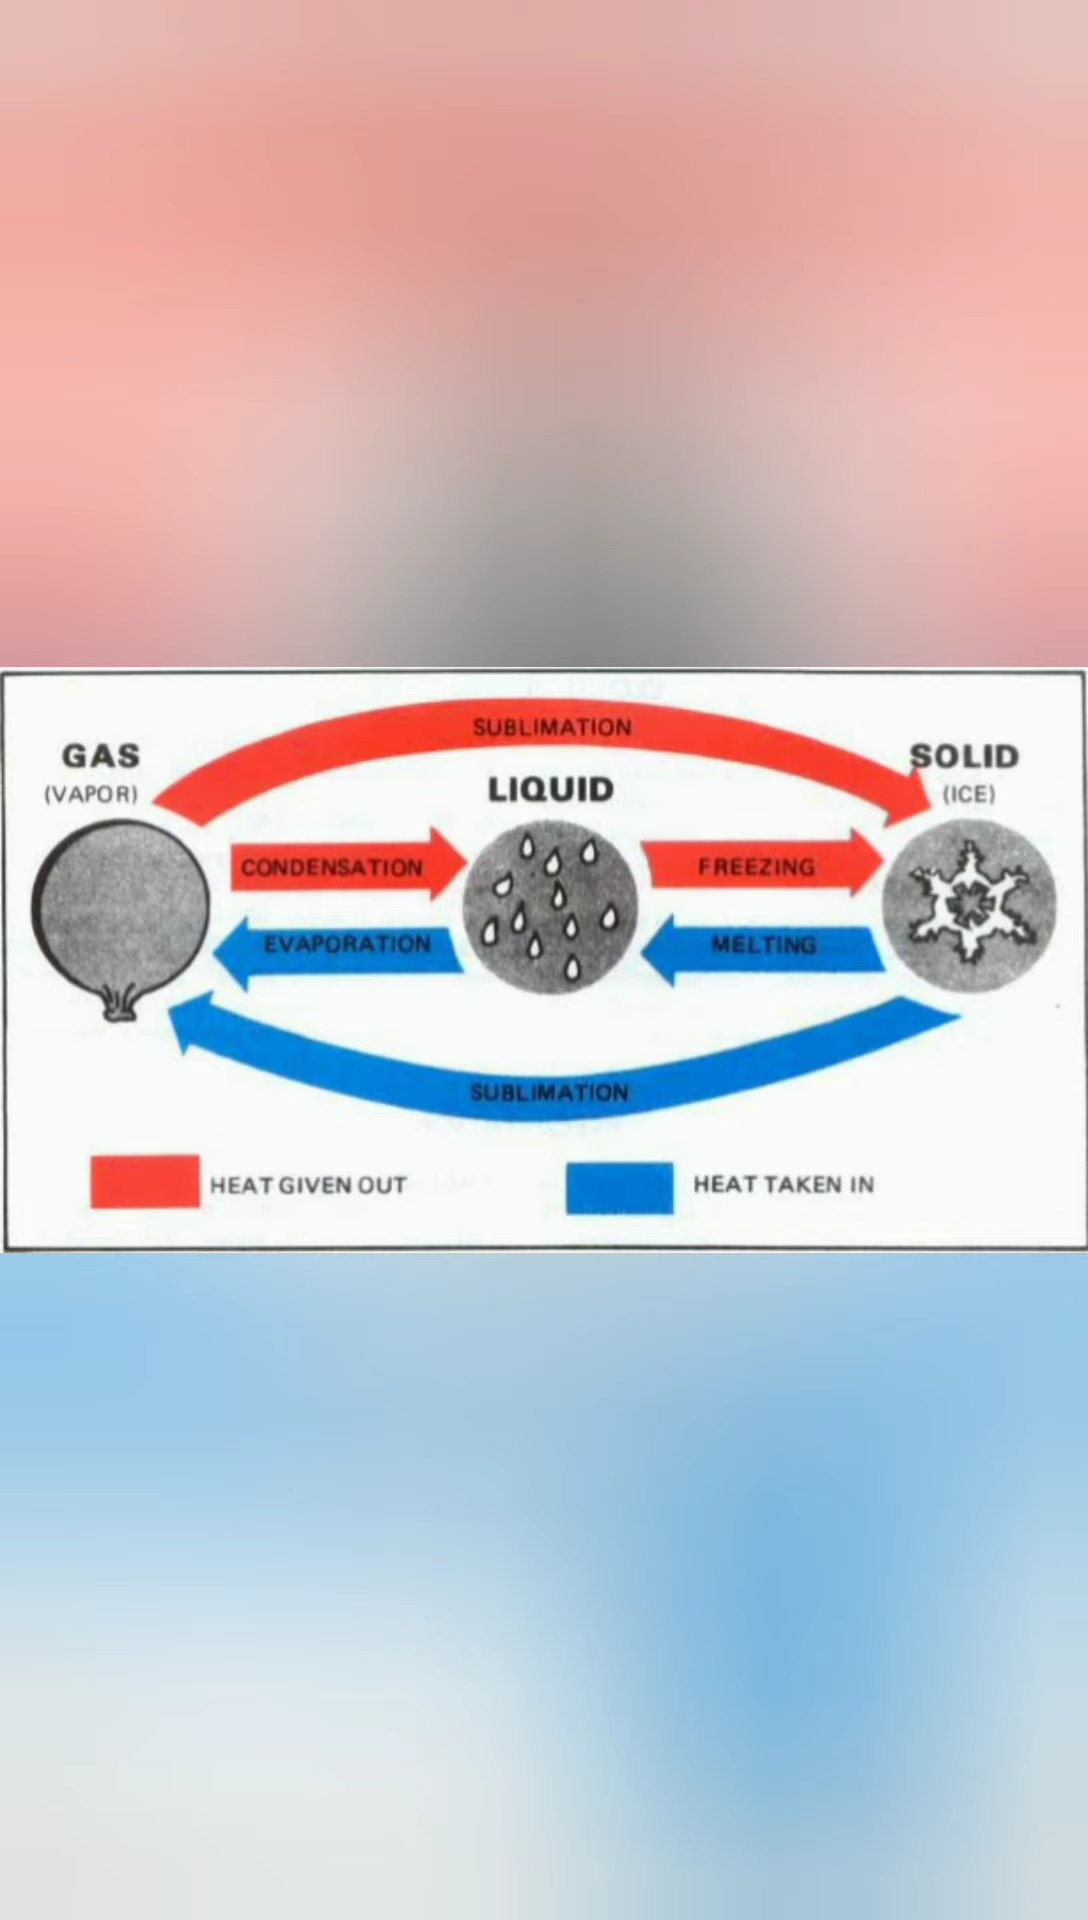 SUBLIMATION
GAS
(VAPOR)
LIQUID
SOLID
(ICE)
CONDENSATION
FREEZING
EVAPORATION
MELTING
SUBLIMATION
HEAT GIVEN OUT
HEAT TAKEN IN